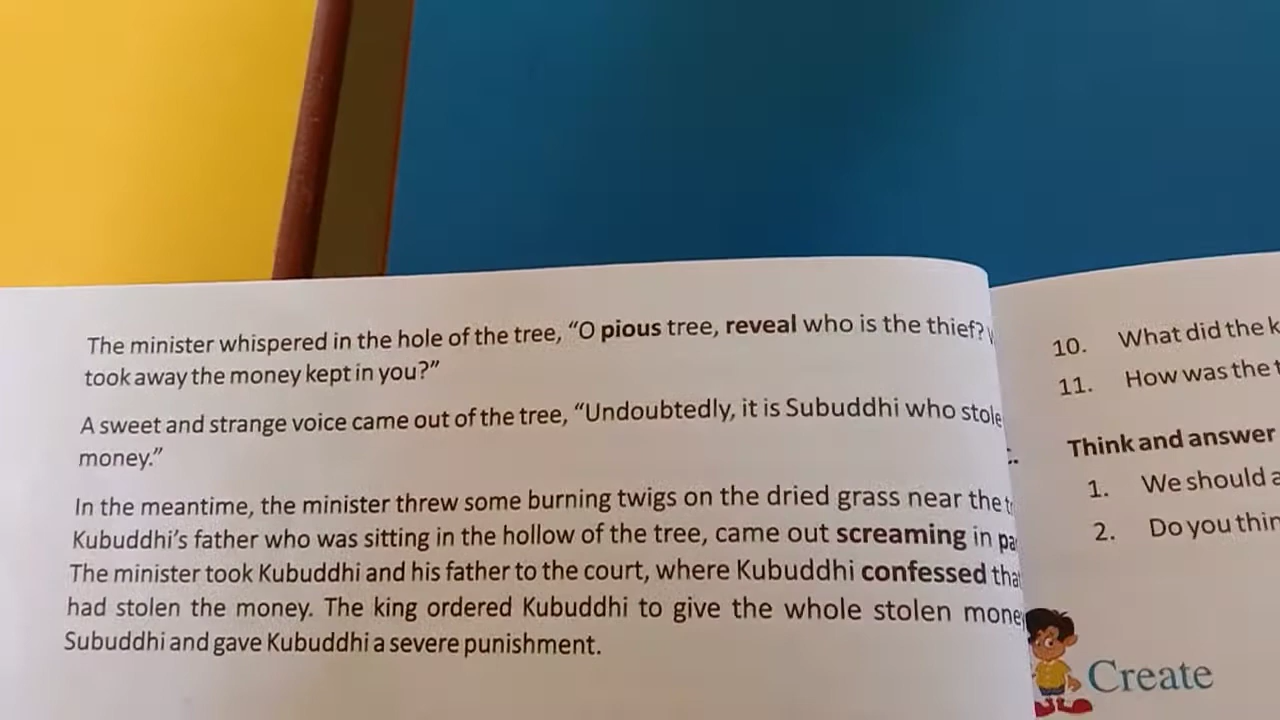 The minister whispered in the hole of the tree, “O pious tree, reveal who is the thief?
took away the money kept in you?”
A sweet and strange voice came out of the tree, “Undoubtedly, it is Subuddhi who stole
money.”
In the meantime, the minister threw some burning twigs on the dried grass near the
Kubuddhi’s father who was sitting in the hollow of the tree, came out screaming in
The minister took Kubuddhi and his father to the court, where Kubuddhi confessed
had stolen the money. The king ordered Kubuddhi to give the whole stolen
Subuddhi and gave Kubuddhi a severe punishment.
10. What did the
11. How was the
Think and answer
1. We should
2. Do you
Create